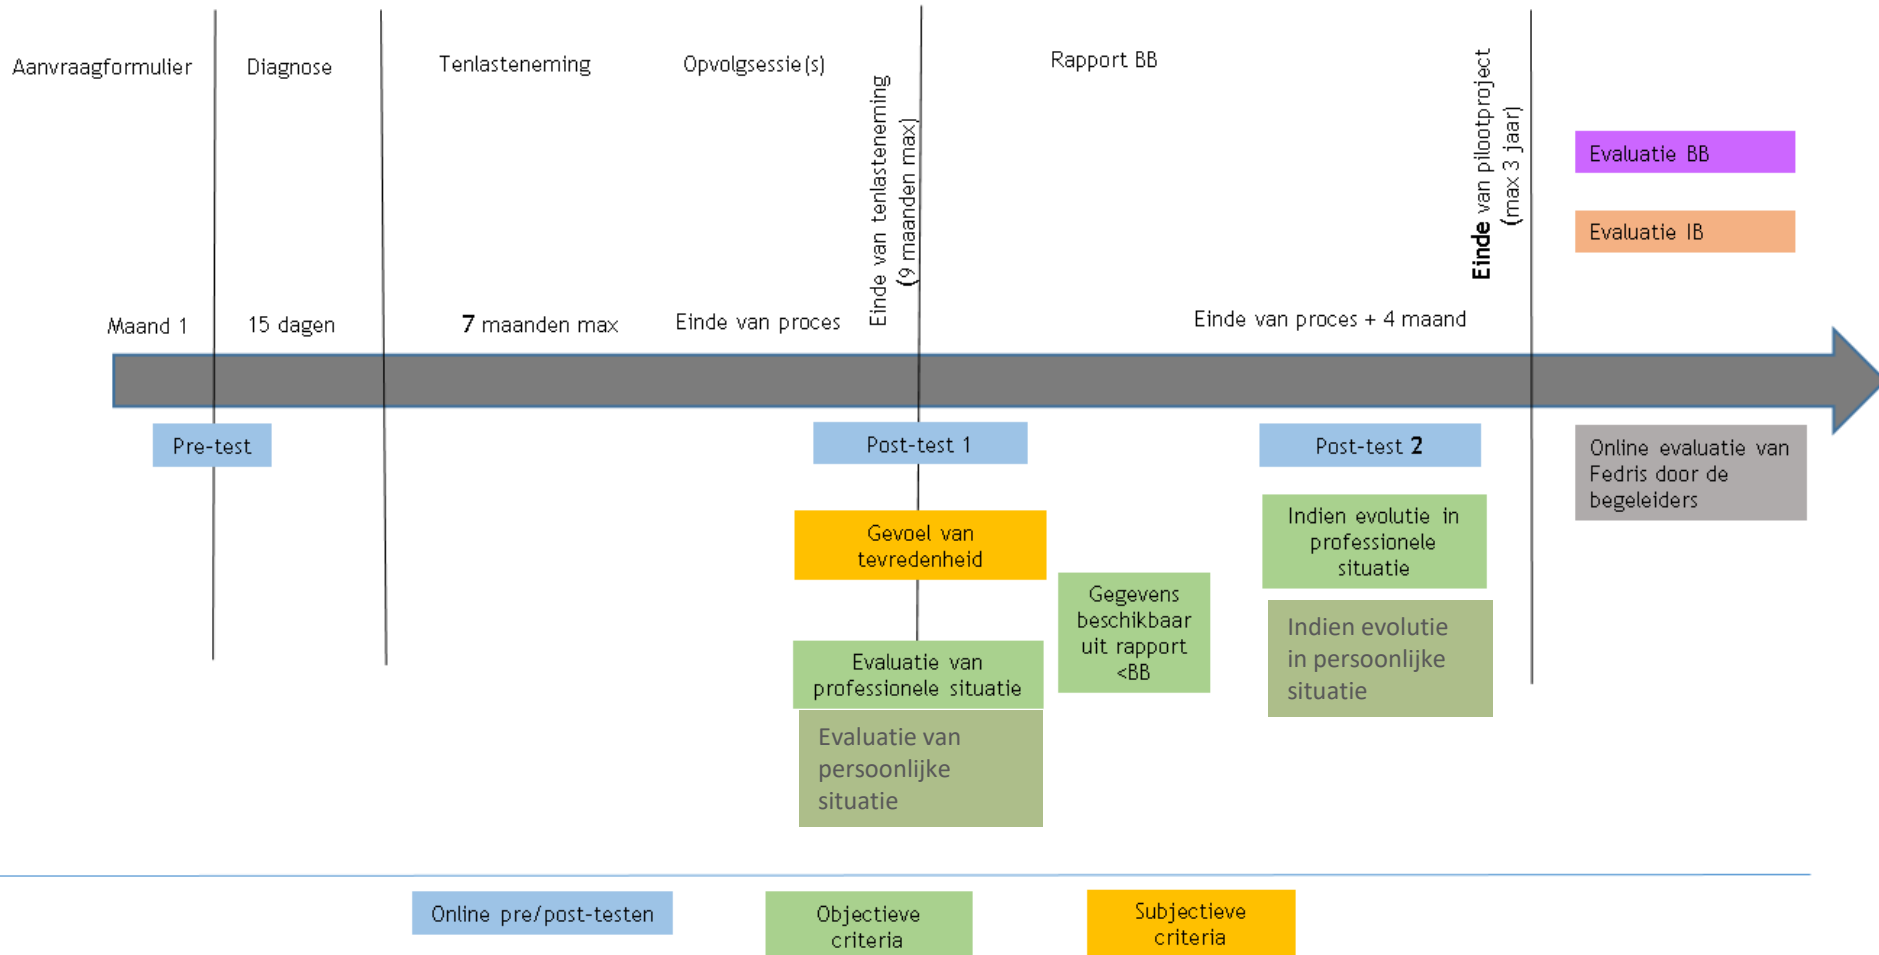 Aanvraagformulier
Diagnose
Tenlasteneming
Opvolgsessie(s)
Einde van tenlasteneming
(9 maanden max)
Rapport BB
Einde van pilootproject
(max 3 jaar)
Evaluatie BB
Evaluatie IB
Maand 1
15 dagen
7 maanden max
Einde van proces
Einde van proces + 4 maand
Pre-test
Post-test 1
Post-test 2
Online evaluatie van
Fedris door de
begeleiders
Gevoel van
tevredenheid
Indien evolutie in
professionele
situatie
Gegevens
beschikbaar
uit rapport
<BB
Evaluatie van
professionele situatie
Indien evolutie
in persoonlijke
situatie
Evaluatie van
persoonlijke
situatie
Online pre/post-testen
Objectieve
criteria
Subjectieve
criteria